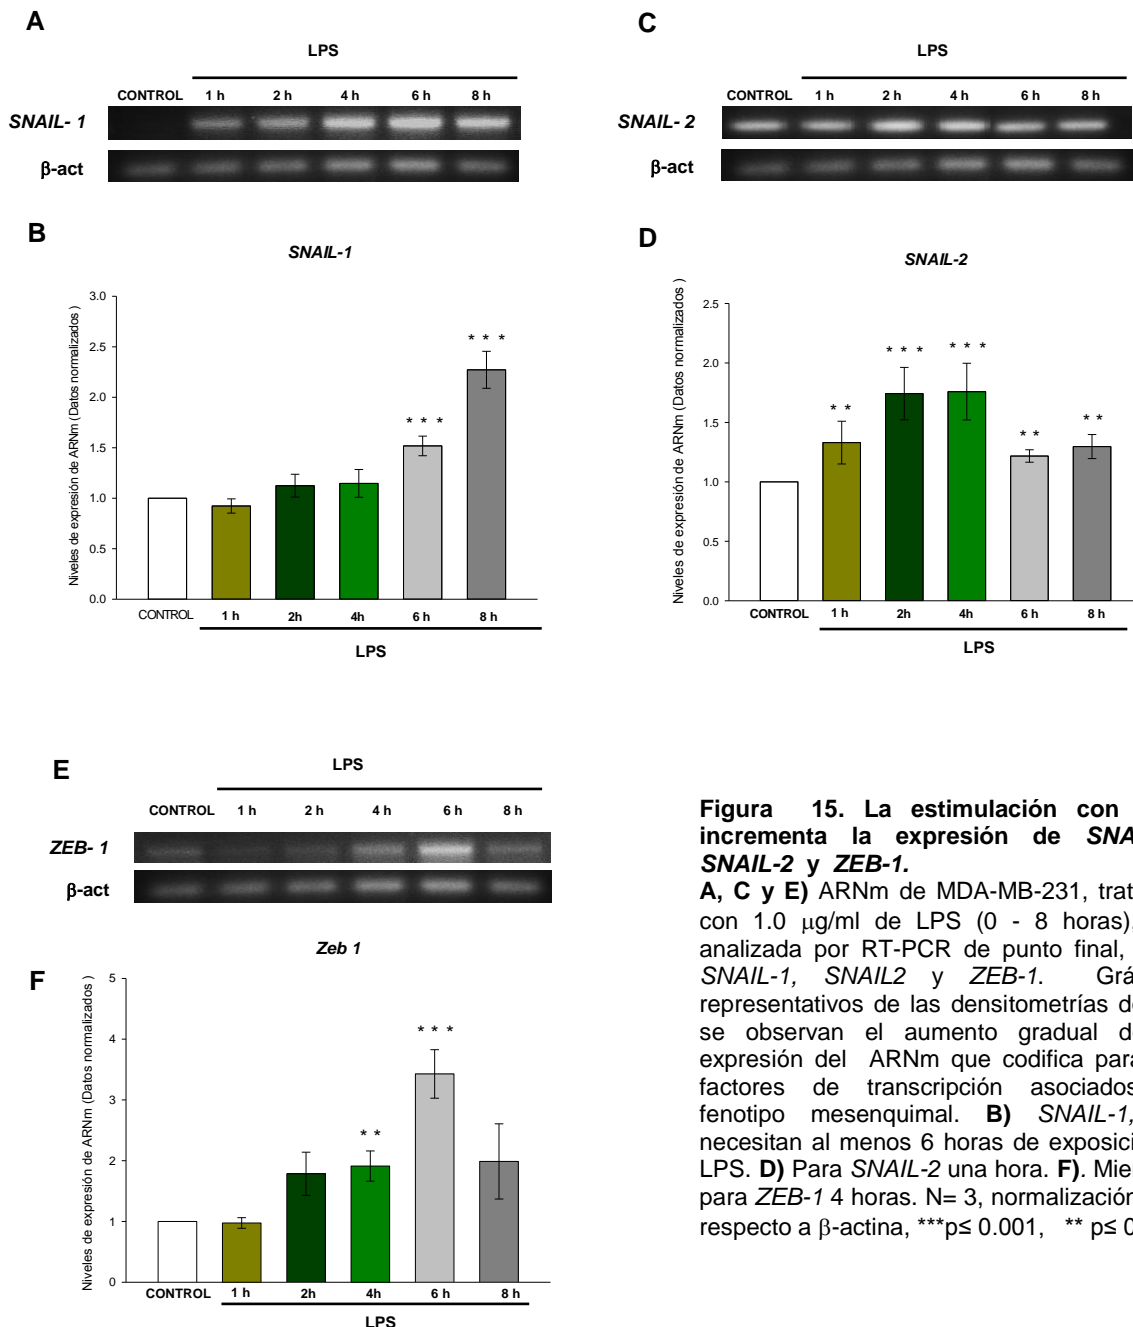 A
LPS
CONTROL 1 h 2 h 4 h 6 h 8 h
SNAIL- 1
β-act
B
SNAIL-1
Niveles de expresión de ARNm (Datos normalizados )
3.0
2.5
2.0
1.5
1.0
0.5
0.0
* * *
* * *
CONTROL 1 h 2h 4h 6 h 8 h
LPS
C
LPS
CONTROL 1 h 2 h 4 h 6 h 8 h
SNAIL- 2
β-act
D
SNAIL-2
Niveles de expresión de ARNm (Datos normalizados )
2.5
2.0
1.5
1.0
0.5
0.0
* *
* * *
* * *
* *
* *
CONTROL 1 h 2h 4h 6 h 8 h
LPS
E
LPS
CONTROL 1 h 2 h 4 h 6 h 8 h
ZEB- 1
β-act
F
Zeb 1
Niveles de expresión de ARNm (Datos normalizados )
5
4
3
2
1
0
* *
* * *
CONTROL 1 h 2h 4h 6 h 8 h
LPS
Figura 15. La estimulación con
incrementa la expresión de
SNAIL-2 y ZEB-1.
A, C y E) ARNm de MDA-MB-231,
con 1.0 μg/ml de LPS (0 - 8 horas)
analizada por RT-PCR de punto final,
SNAIL-1, SNAIL2 y ZEB-1.
representativos de las densitometrías
se observan el aumento gradual
expresión del ARNm que codifica
factores de transcripción asociados
fenotipo mesenquimal. B) SNAIL-1,
necesitan al menos 6 horas de
LPS. D) Para SNAIL-2 una hora. F).
para ZEB-1 4 horas. N= 3, normalización
respecto a β-actina, ***p≤ 0.001, ** p≤